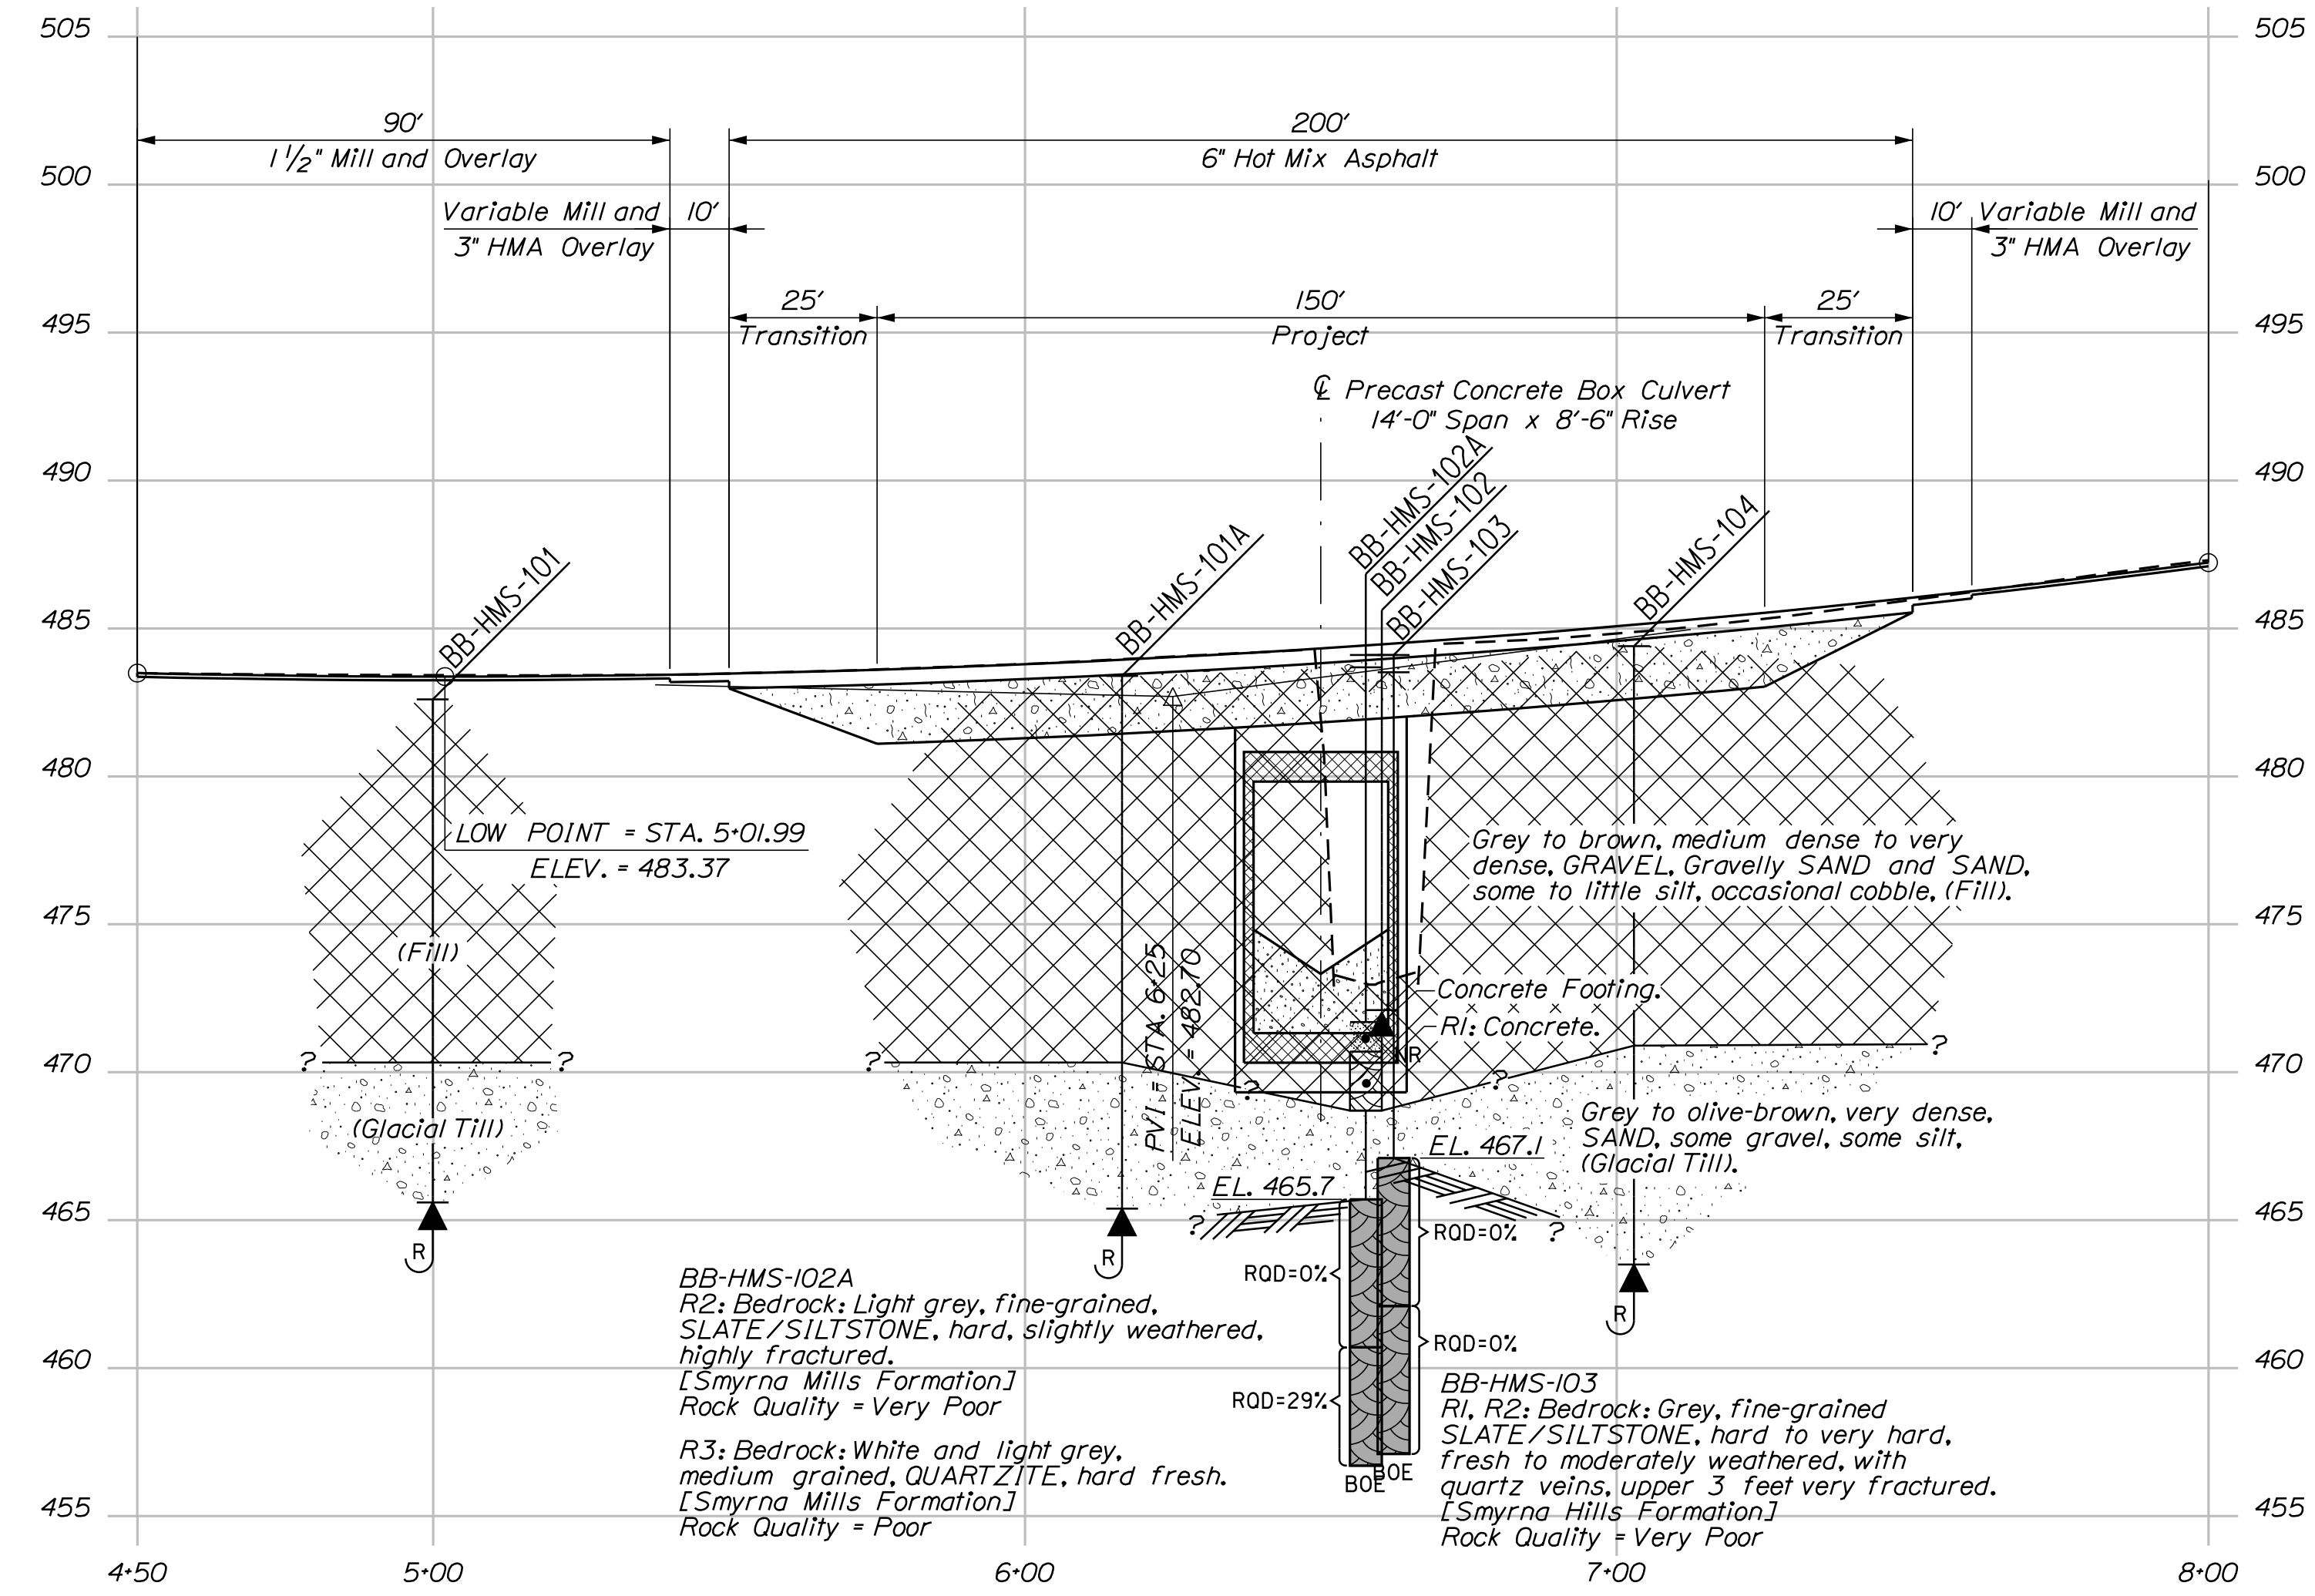 505
505
90'
1 1/2" Mill and Overlay
200'
6" Hot Mix Asphalt
500
500
Variable Mill and
3" HMA Overlay
10'
10'
Variable Mill and
3" HMA Overlay
495
495
25'
Transition
150'
Project
25'
Transition
℄ Precast Concrete Box Culvert
14'-0" Span x 8'-6" Rise
490
490
BB-HMS-101
BB-HMS-101A
BB-HMS-102A
BB-HMS-102
BB-HMS-103
BB-HMS-104
485
485
480
480
LOW POINT = STA. 5+01.99
ELEV. = 483.37
Grey to brown, medium dense to very
dense, GRAVEL, Gravelly SAND and SAND,
some to little silt, occasional cobble, (Fill).
475
475
(Fill)
PVI = STA. 6+25
ELEV. = 482.70
Concrete Footing.
R1: Concrete.
NR
470
470
?
?
?
?
?
?
(Glacial Till)
Grey to olive-brown, very dense,
SAND, some gravel, some silt,
(Glacial Till).
EL. 467.1
EL. 465.7
465
465
?
?
R
R
R
RQD=0%
RQD=0%
RQD=0%
RQD=29%
BOE
BOE
BB-HMS-102A
R2: Bedrock: Light grey, fine-grained,
SLATE/SILTSTONE, hard, slightly weathered,
highly fractured.
[Smyrna Mills Formation]
Rock Quality = Very Poor
R3: Bedrock: White and light grey,
medium grained, QUARTZITE, hard fresh.
[Smyrna Mills Formation]
Rock Quality = Poor
460
460
BB-HMS-103
R1, R2: Bedrock: Grey, fine-grained
SLATE/SILTSTONE, hard to very hard,
fresh to moderately weathered, with
quartz veins, upper 3 feet very fractured.
[Smyrna Hills Formation]
Rock Quality = Very Poor
455
455
4+50
5+00
6+00
7+00
8+00